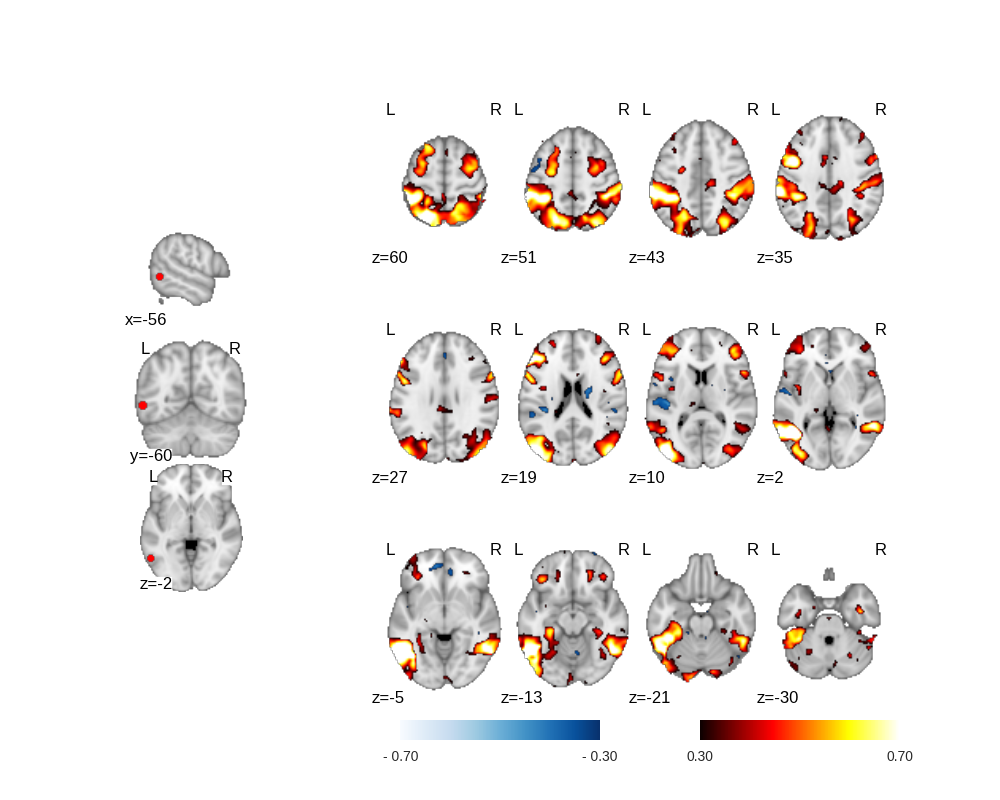 L R L R L R L R
z=60 z=51 z=43 z=35
x=-56
L R
y=-60
L R
z=-2
L R L R L R L R
z=27 z=19 z=10 z=2
L R L R L R L R
z=-5 z=-13 z=-21 z=-30
- 0.70 - 0.30 0.30 0.70